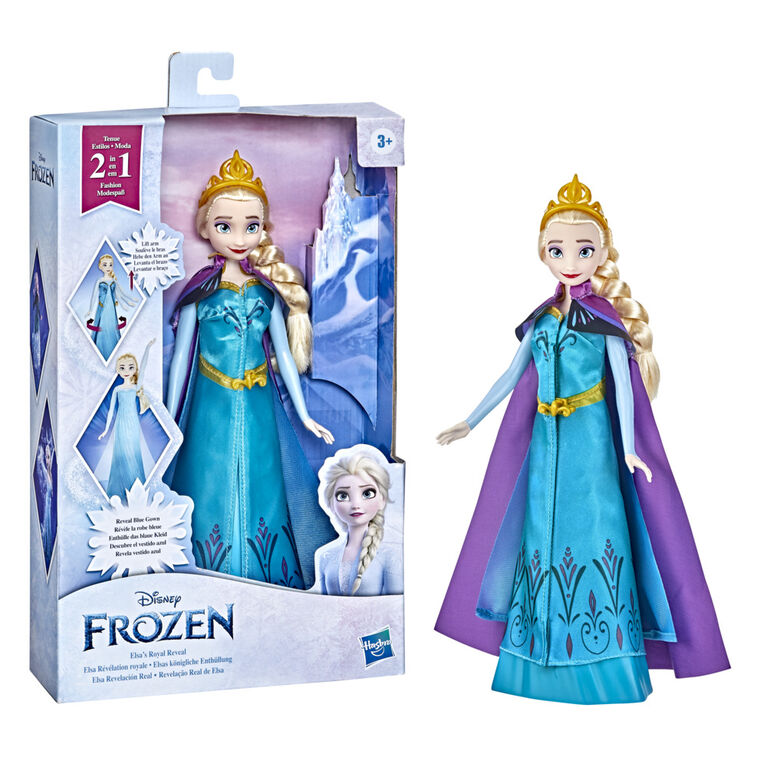 Tenue
Estilos • Moda
2 in en em 1
Fashion
Modespaß
3+
Disney
FROZEN
Lift arm
Soulève le bras
Hebe den Arm an
Levanta el brazo
Levantar o braço
Reveal Blue Gown
Révèle la robe bleue
Enthülle das blaue Kleid
Descubre el vestido azul
Revela vestido azul
Disney
FROZEN
Elsa's Royal Reveal
Elsa Révélation royale • Elsas königliche Enthüllung
Elsa Revelación Real • Revelação Real de Elsa
Hasbro